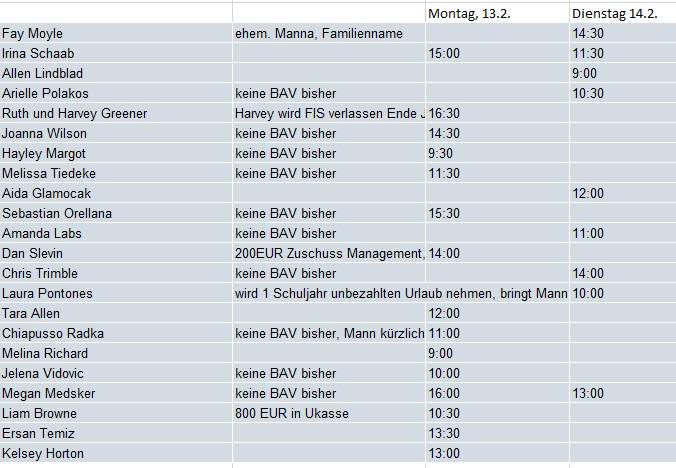 Montag, 13.2. Dienstag 14.2.
Fay Moyle ehem. Manna, Familienname 14:30
Irina Schaab 15:00 11:30
Allen Lindblad 9:00
Arielle Polakos keine BAV bisher 10:30
Ruth und Harvey Greener Harvey wird FIS verlassen Ende J 16:30
Joanna Wilson keine BAV bisher 14:30
Hayley Margot keine BAV bisher 9:30
Melissa Tiedeke keine BAV bisher 11:30
Aida Glamocak 12:00
Sebastian Orellana keine BAV bisher 15:30
Amanda Labs keine BAV bisher 11:00
Dan Slevin 200EUR Zuschuss Management, 14:00
Chris Trimble keine BAV bisher 14:00
Laura Pontones wird 1 Schuljahr unbezahlten Urlaub nehmen, bringt Mann 10:00
Tara Allen 12:00
Chiapusso Radka keine BAV bisher, Mann kürzlich 11:00
Melina Richard 9:00
Jelena Vidovic keine BAV bisher 10:00
Megan Medsker keine BAV bisher 16:00 13:00
Liam Browne 800 EUR in Ukasse 10:30
Ersan Temiz 13:30
Kelsey Horton 13:00